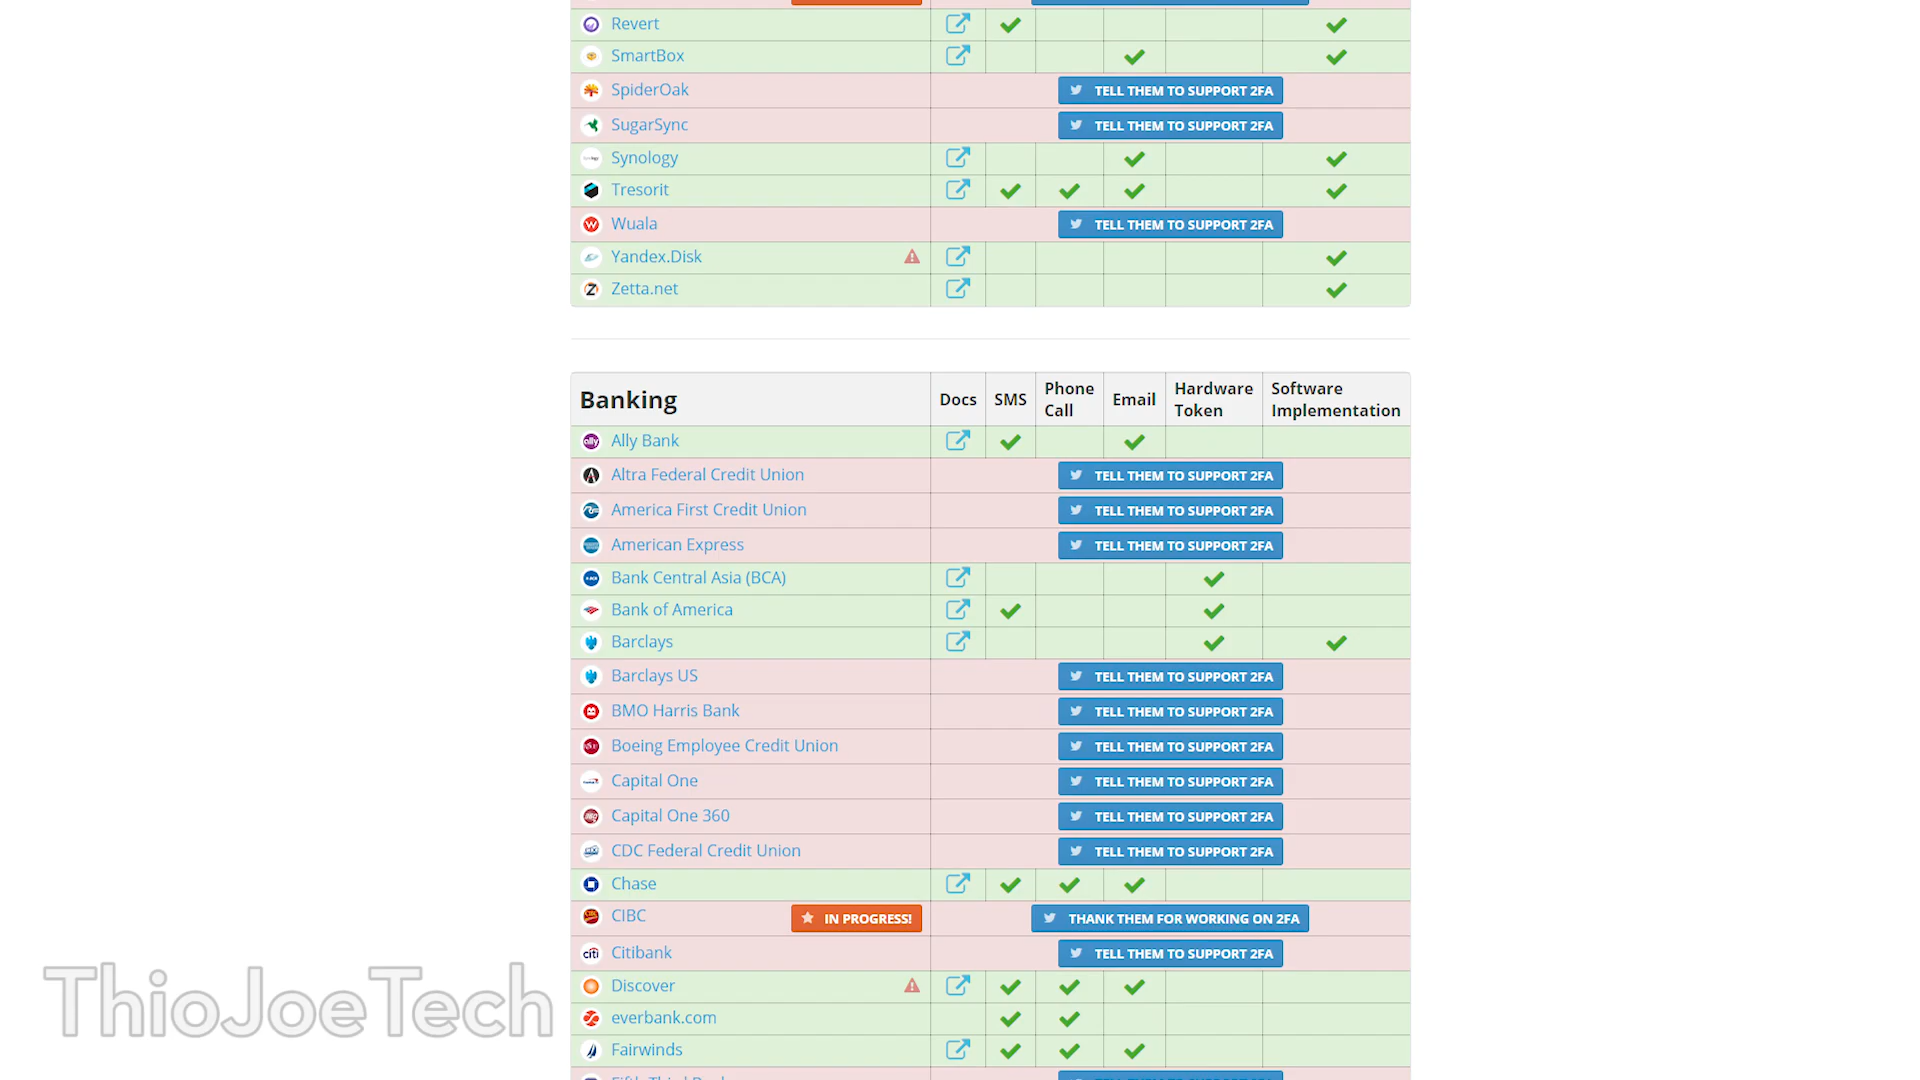 Revert
SmartBox
SpiderOak TELL THEM TO SUPPORT 2FA
SugarSync TELL THEM TO SUPPORT 2FA
Synology
Tresorit
Wuala TELL THEM TO SUPPORT 2FA
Yandex.Disk
Zetta.net
Banking Docs SMS Phone Call Email Hardware Token Software Implementation
Ally Bank
Altra Federal Credit Union TELL THEM TO SUPPORT 2FA
America First Credit Union TELL THEM TO SUPPORT 2FA
American Express TELL THEM TO SUPPORT 2FA
Bank Central Asia (BCA)
Bank of America
Barclays
Barclays US TELL THEM TO SUPPORT 2FA
BMO Harris Bank TELL THEM TO SUPPORT 2FA
Boeing Employee Credit Union TELL THEM TO SUPPORT 2FA
Capital One TELL THEM TO SUPPORT 2FA
Capital One 360 TELL THEM TO SUPPORT 2FA
CDC Federal Credit Union TELL THEM TO SUPPORT 2FA
Chase
CIBC IN PROGRESS! THANK THEM FOR WORKING ON 2FA
Citibank TELL THEM TO SUPPORT 2FA
Discover
everbank.com
Fairwinds
ThioJoeTech